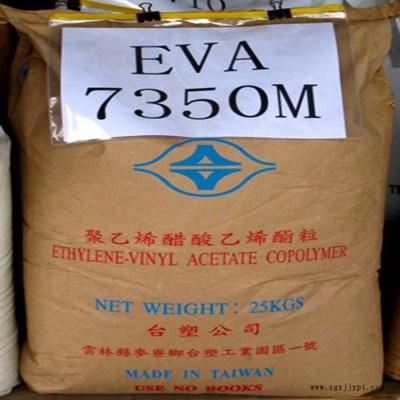 EVA
7350M
聚乙烯醋酸乙烯酯粒
ETHYLENE-VINYL ACETATE COPOLYMER
NET WEIGHT: 25KGS
台塑公司
雲林縣麥寮鄉台塑工業園區一號
MADE IN TAIWAN
USE NO HOOKS
www.zgzjjypt.com